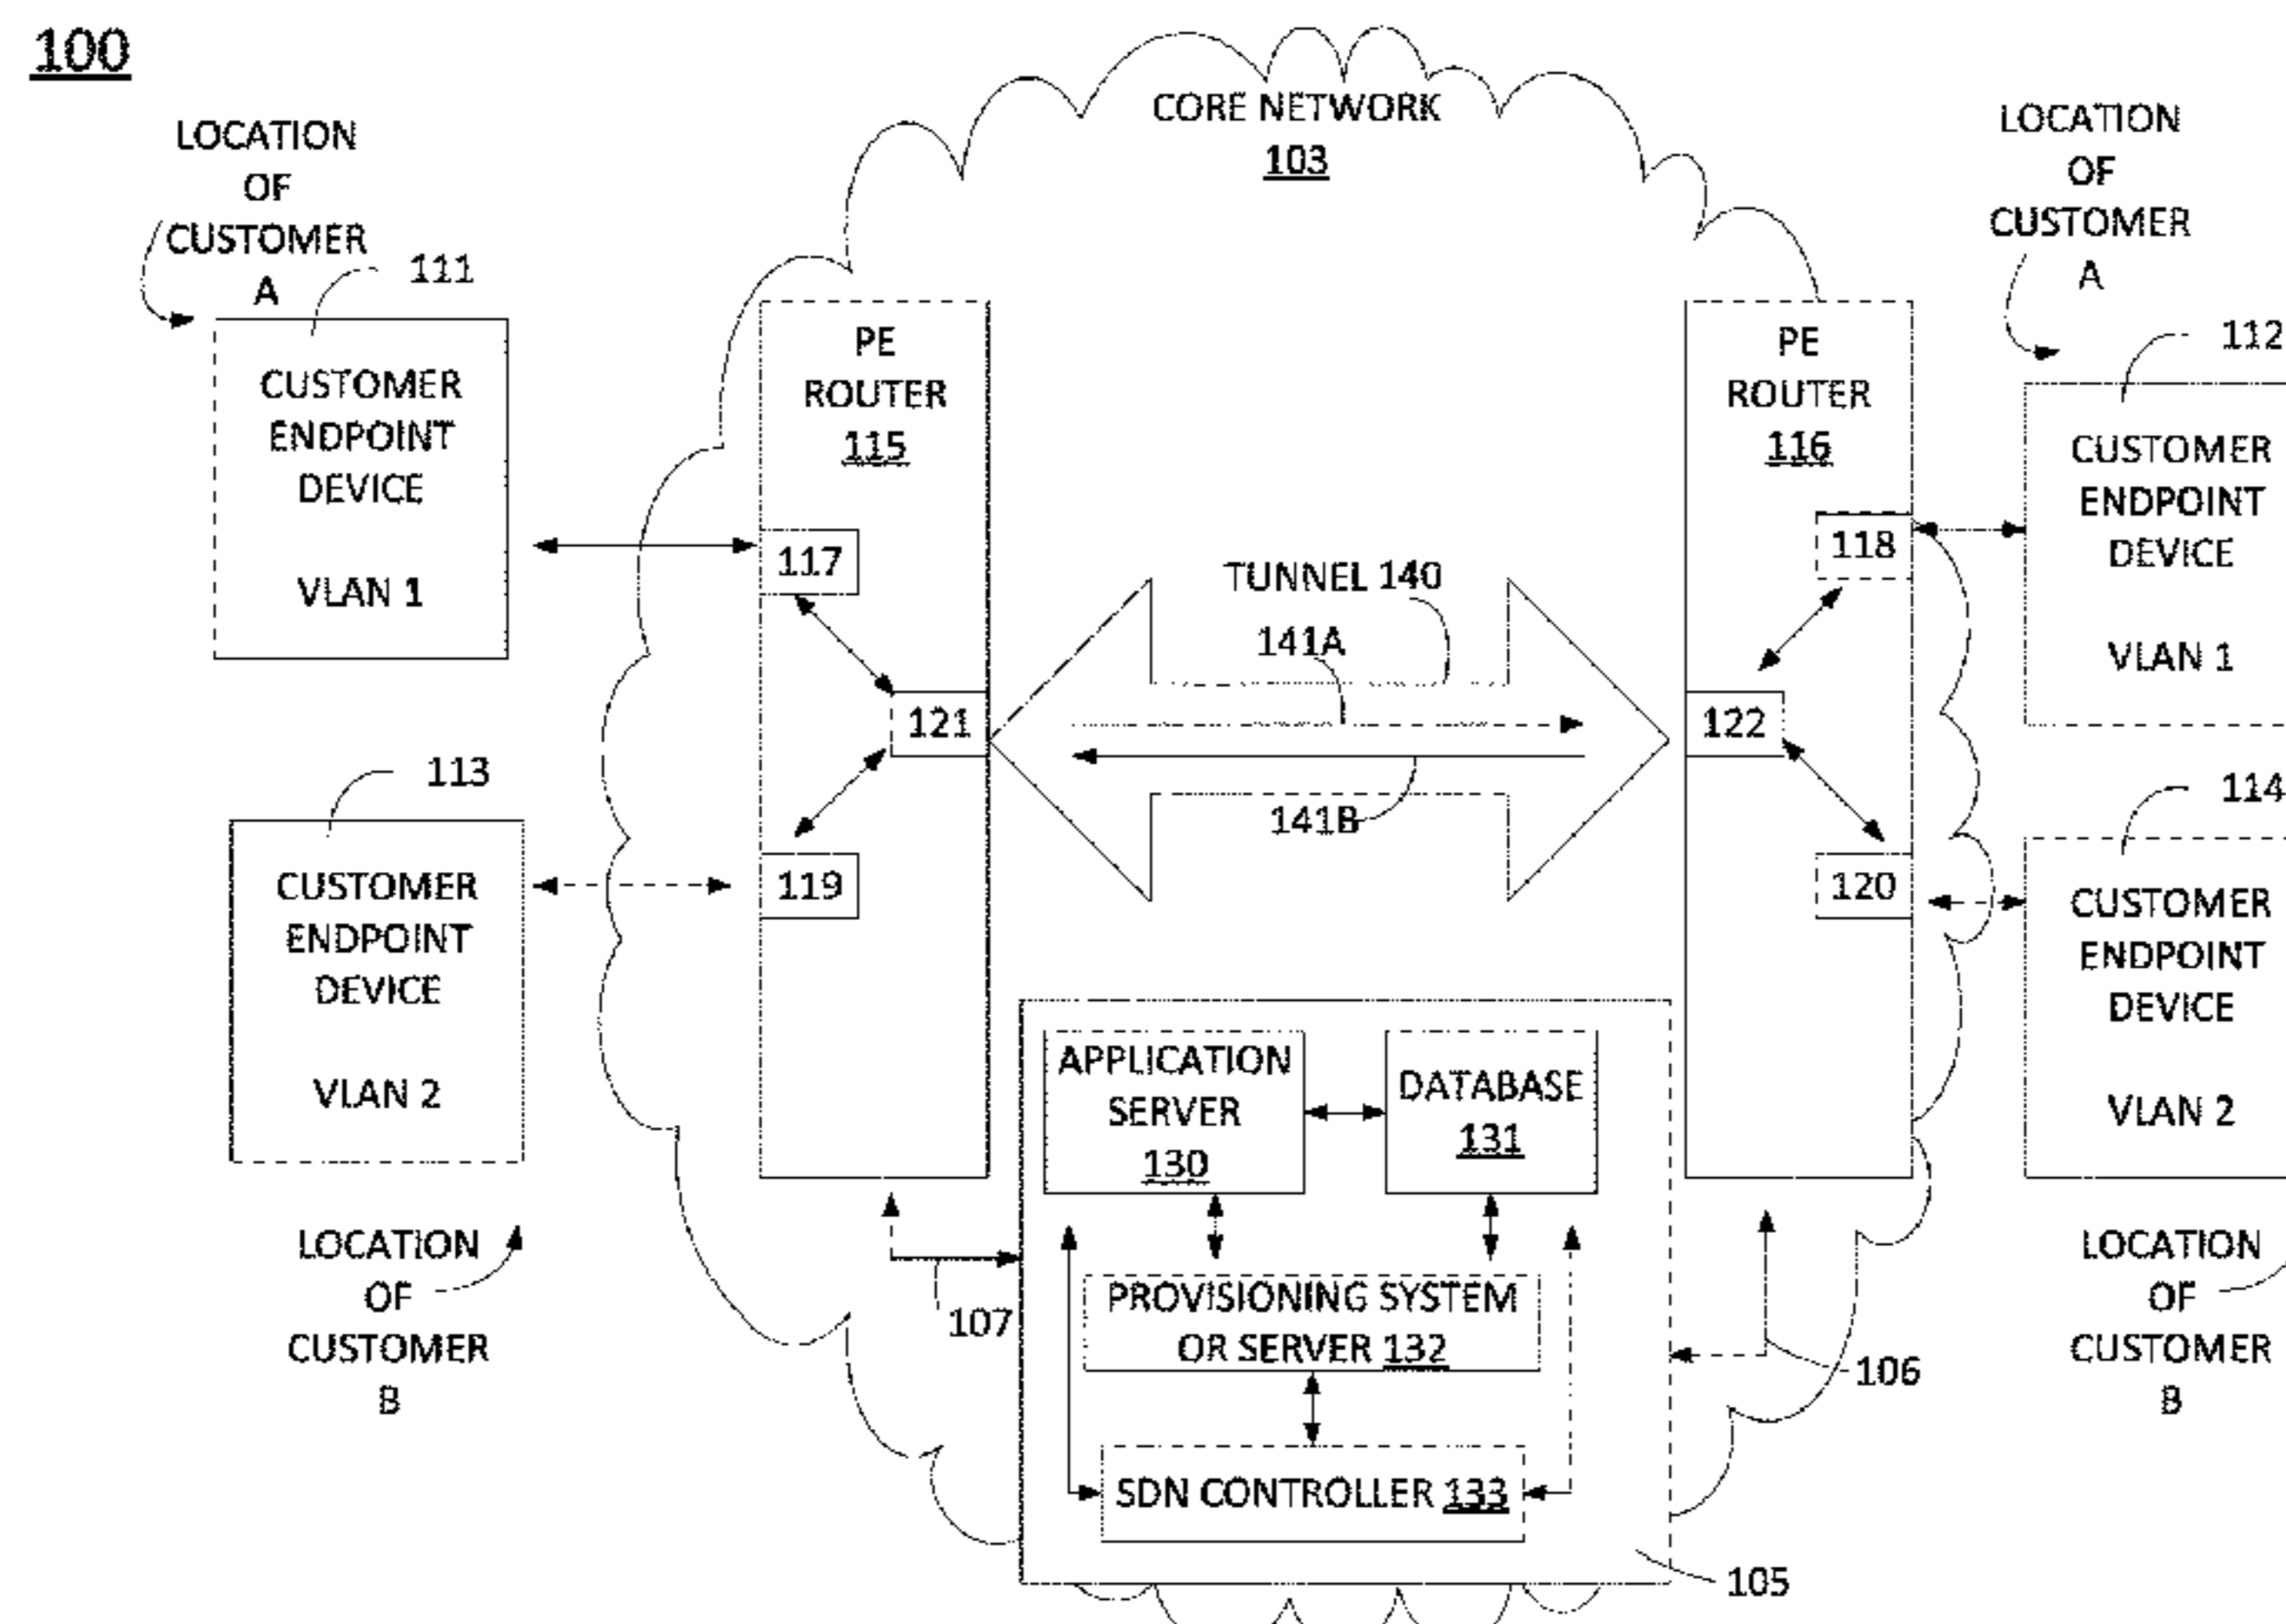 100
CORE NETWORK
103
LOCATION
OF
CUSTOMER
A
111
CUSTOMER
ENDPOINT
DEVICE
VLAN 1
113
CUSTOMER
ENDPOINT
DEVICE
VLAN 2
LOCATION
OF
CUSTOMER
B
PE
ROUTER
115
117
121
119
TUNNEL 140
141A
141B
PE
ROUTER
116
118
122
120
LOCATION
OF
CUSTOMER
A
112
CUSTOMER
ENDPOINT
DEVICE
VLAN 1
114
CUSTOMER
ENDPOINT
DEVICE
VLAN 2
LOCATION
OF
CUSTOMER
B
APPLICATION
SERVER
130
DATABASE
131
PROVISIONING SYSTEM
OR SERVER 132
SDN CONTROLLER 133
107
106
105